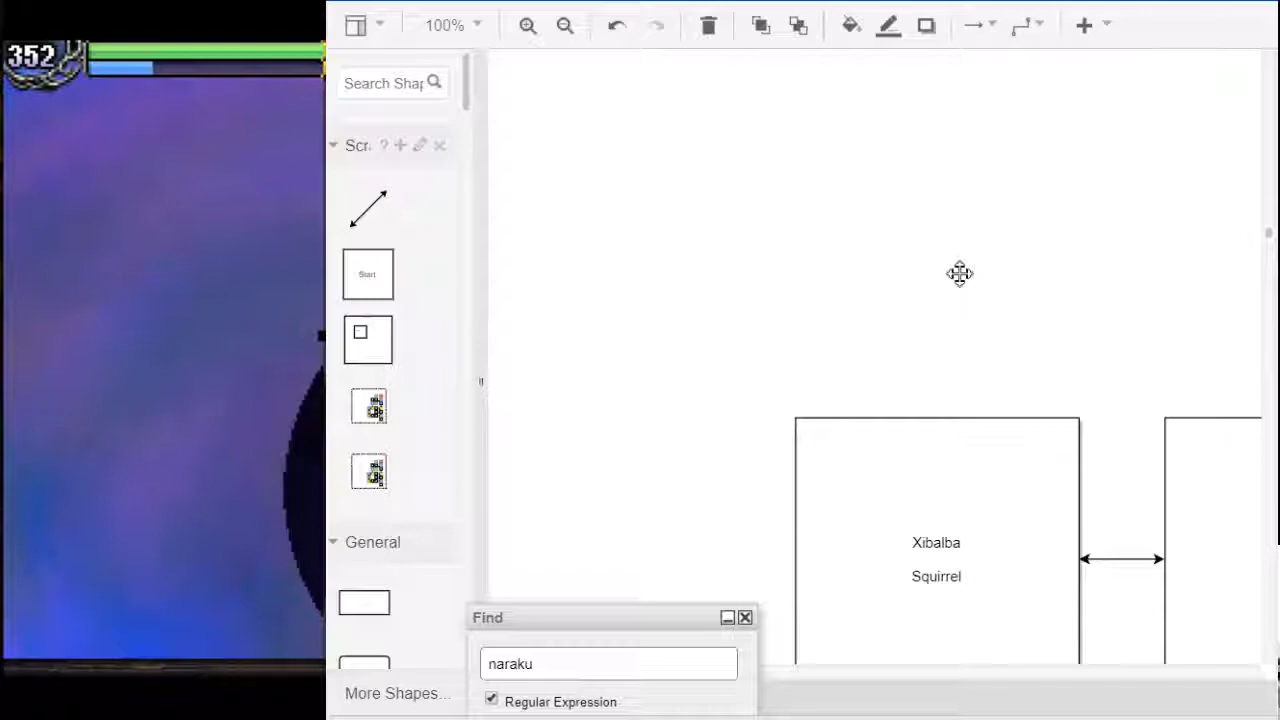 352
100%
Search Shap
Scr.
?
Start
General
Xibalba
Squirrel
Find
naraku
Regular Expression
More Shapes...